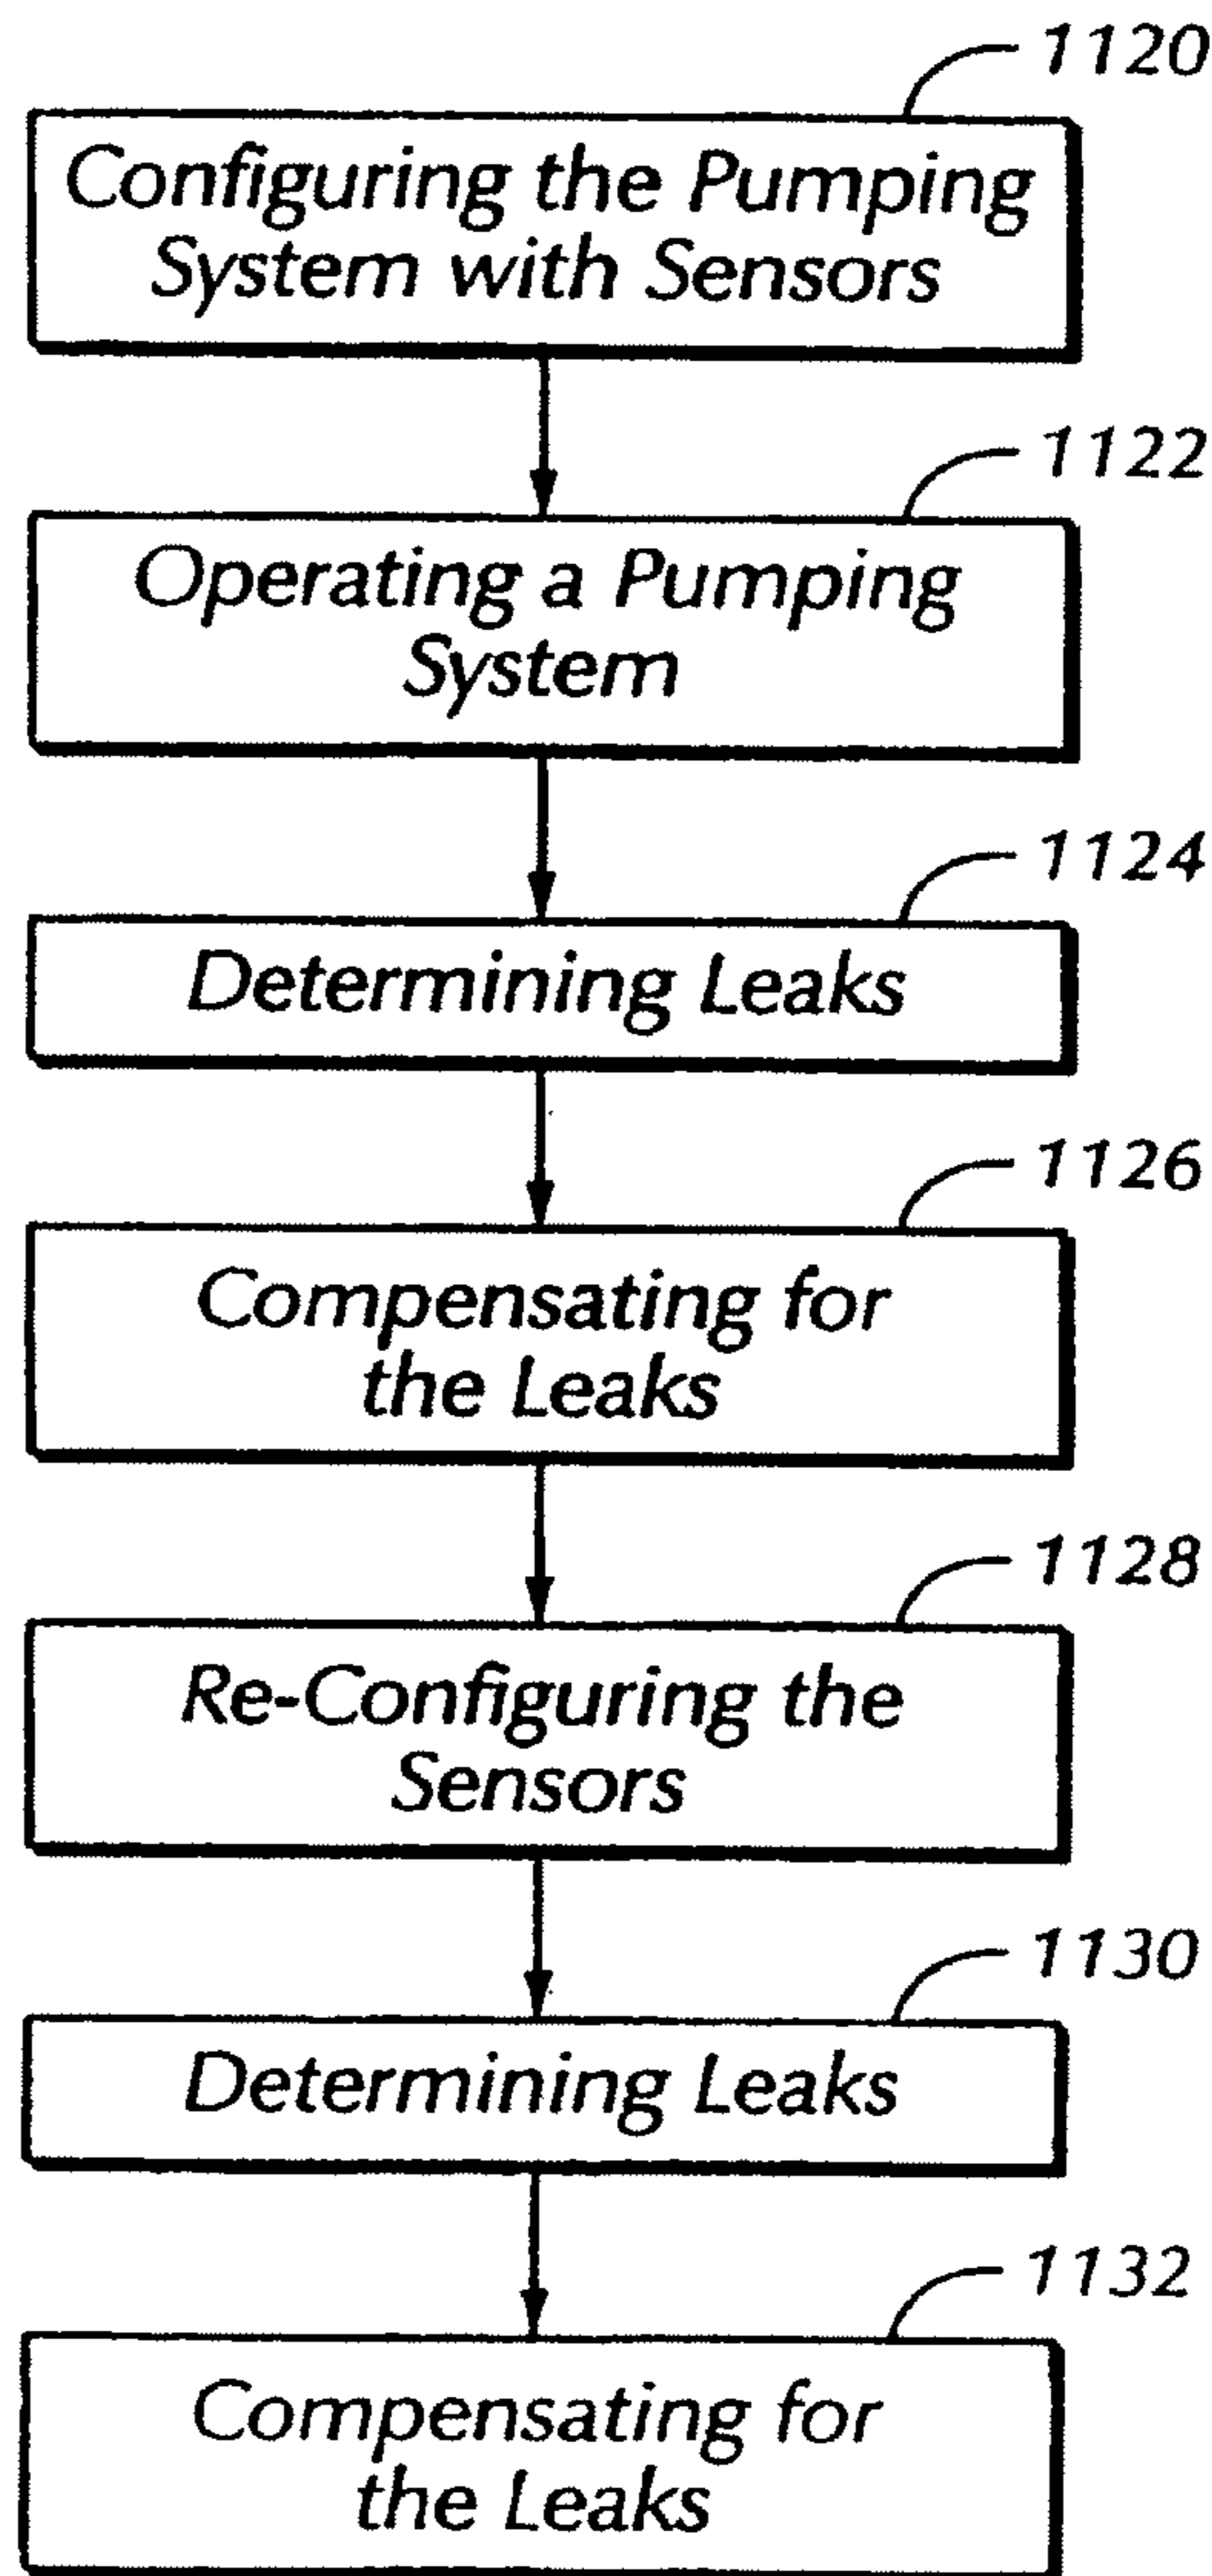 1120
Configuring the Pumping
System with Sensors
1122
Operating a Pumping
System
1124
Determining Leaks
1126
Compensating for
the Leaks
1128
Re-Configuring the
Sensors
1130
Determining Leaks
1132
Compensating for
the Leaks